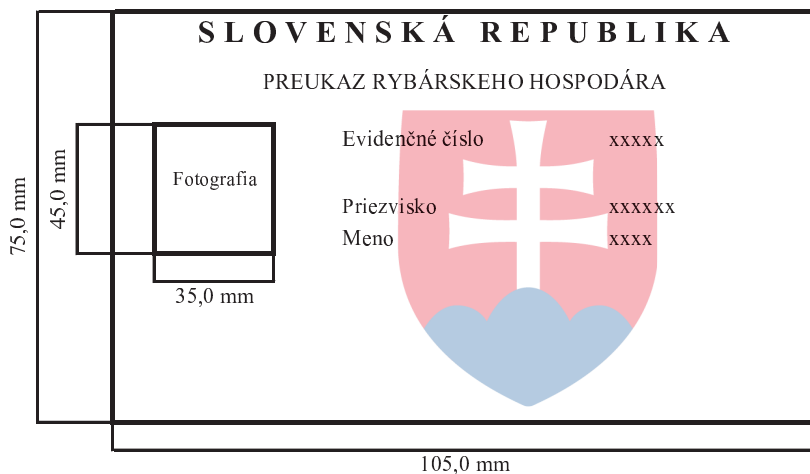 SLOVENSKÁ REPUBLIKA
PREUKAZ RYBÁRSKEHO HOSPODÁRA
Evidenčné číslo xxxxx
Fotografia
Priezvisko xxxxxx
Meno xxxx
75,0 mm
45,0 mm
35,0 mm
105,0 mm